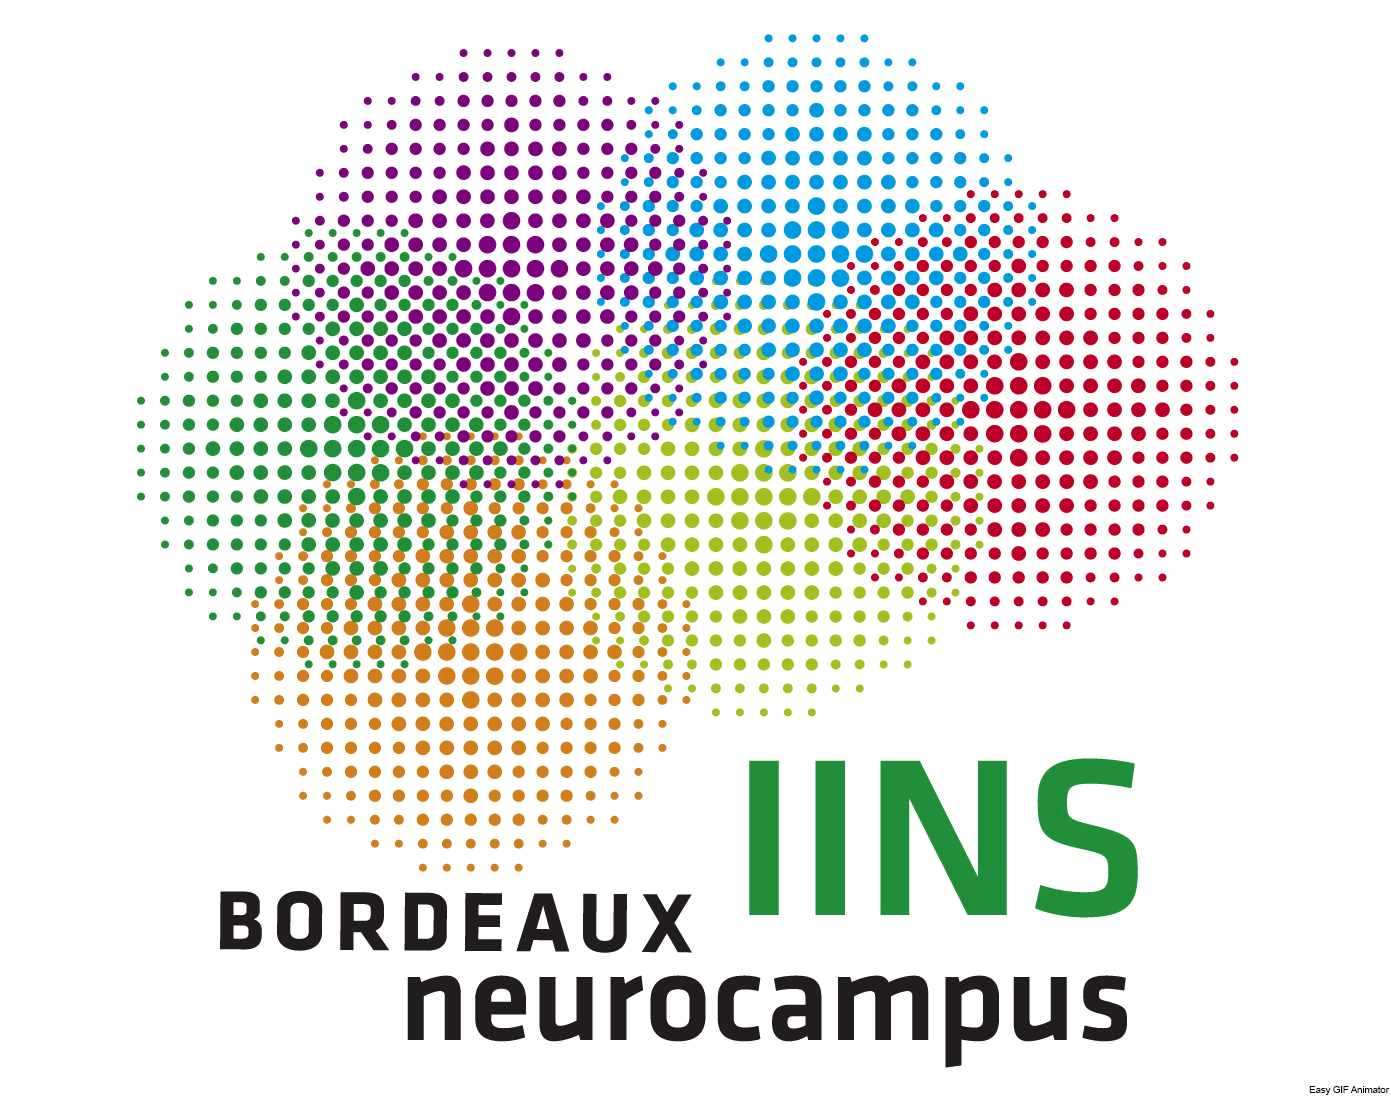 IINS
BORDEAUX
neurocampus
Easy GIF Animator